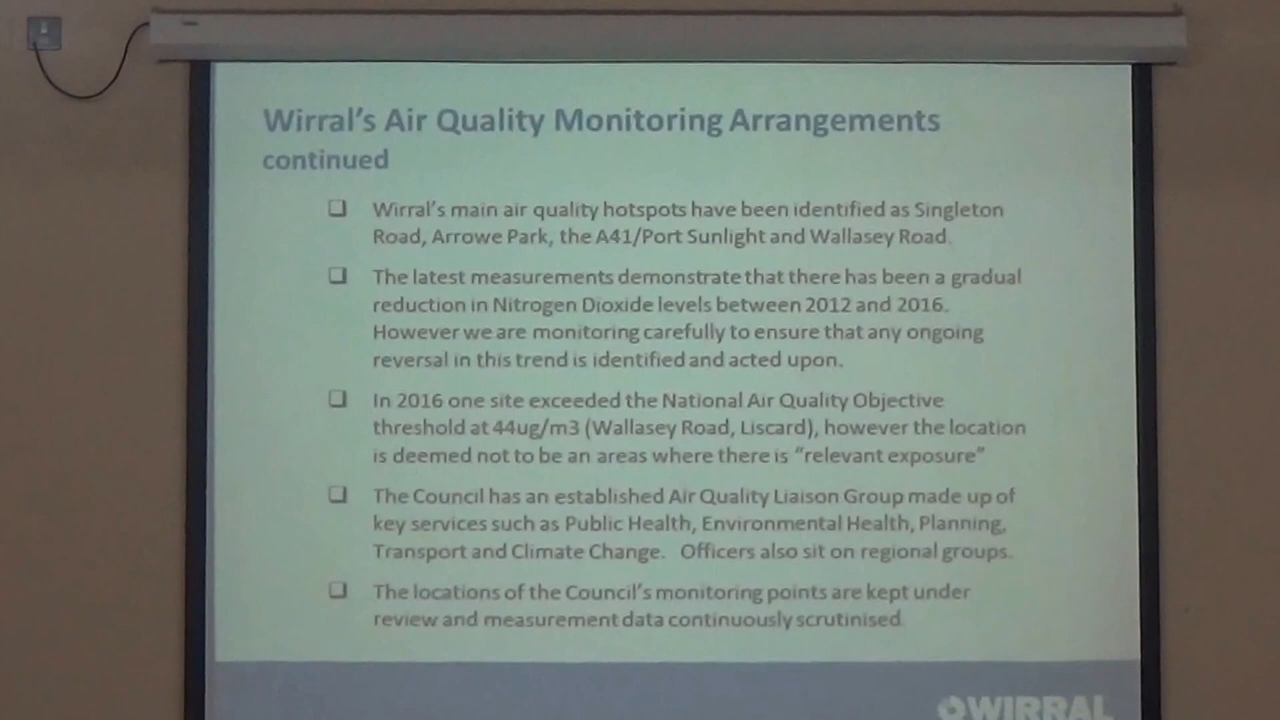 Wirral's Air Quality Monitoring Arrangements
continued
Wirral's main air quality hotspots have been identified as Singleton
Road, Arrowe Park, the A41/Port Sunlight and Wallasey Road.
The latest measurements demonstrate that there has been a gradual
reduction in Nitrogen Dioxide levels between 2012 and 2016.
However we are monitoring carefully to ensure that any ongoing
reversal in this trend is identified and acted upon.
In 2016 one site exceeded the National Air Quality Objective
threshold at 44ug/m3 (Wallasey Road, Liscard), however the location
is deemed not to be an areas where there is "relevant exposure"
The Council has an established Air Quality Liaison Group made up of
key services such as Public Health, Environmental Health, Planning,
Transport and Climate Change. Officers also sit on regional groups.
The locations of the Council's monitoring points are kept under
review and measurement data continuously scrutinised
WIRRAL